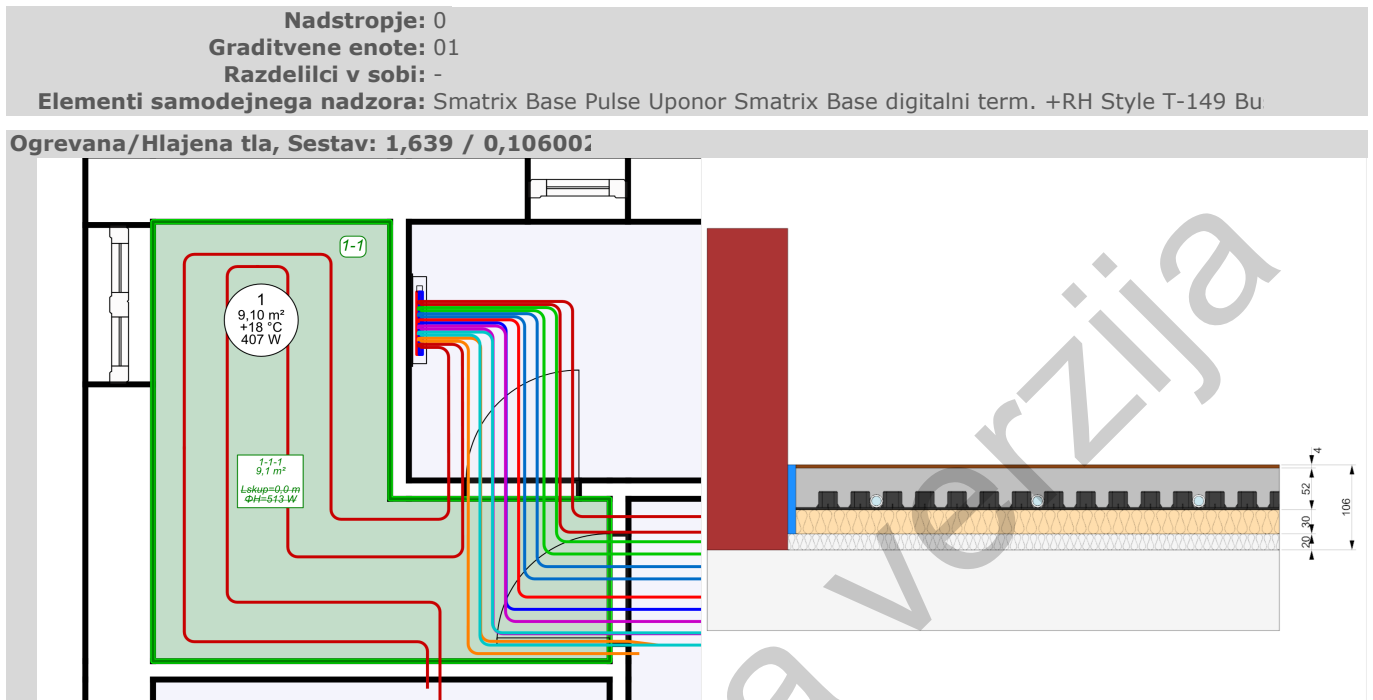 Nadstropje: 0
Graditvene enote: 01
Razdelilci v sobi: -
Elementi samodejnega nadzora: Smatrix Base Pulse Uponor Smatrix Base digitalni term. +RH Style T-149 Bu
Ogrevana/Hlajena tla, Sestav: 1,639 / 0,106002
1-1
1
9,10 m²
+18 °C
407 W
1-1-1
9,1 m²
Lskup=0,0 m
ΦH=513 W
4
52
30
20
106
a verzija